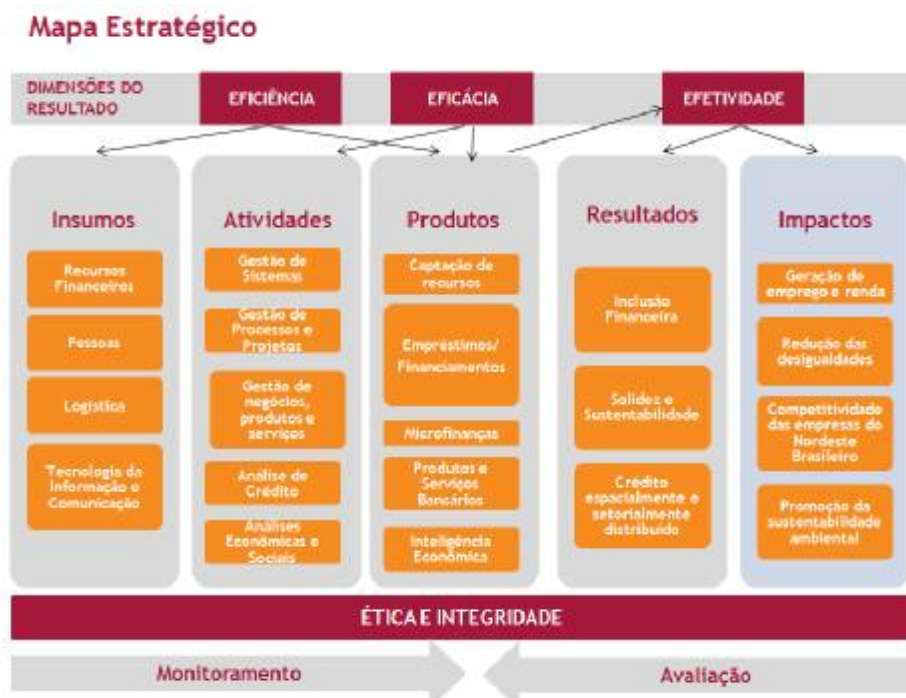 Mapa Estratégico
DIMENSÕES DO
RESULTADO
EFICIÊNCIA
EFICÁCIA
EFETIVIDADE
Insumos
Recursos
Financeiros
Pessoas
Logística
Tecnologia da
Informação e
Comunicação
Atividades
Gestão de
Sistemas
Gestão de
Processos e
Projetos
Gestão de
negócios,
produtos e
serviços
Análise de
Crédito
Análises
Econômicas e
Sociais
Produtos
Captação de
recursos
Empréstimos/
Financiamentos
Microfinanças
Produtos e
Serviços
Bancários
Inteligência
Econômica
Resultados
Inclusão
Financeira
Solidez e
Sustentabilidade
Crédito
espacialmente e
setorialmente
distribuído
Impactos
Geração de
emprego e renda
Redução das
desigualdades
Competitividade
das empresas do
Nordeste
Brasileiro
Promoção da
sustentabilidade
ambiental
ÉTICA E INTEGRIDADE
Monitoramento
Avaliação